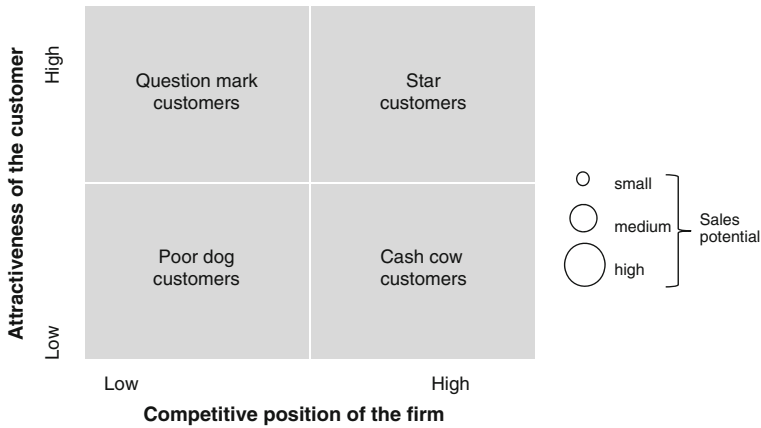 Attractiveness of the customer
High
Low
Question mark
customers
Star
customers
Poor dog
customers
Cash cow
customers
Low
High
Competitive position of the firm
small
medium
high
Sales
potential